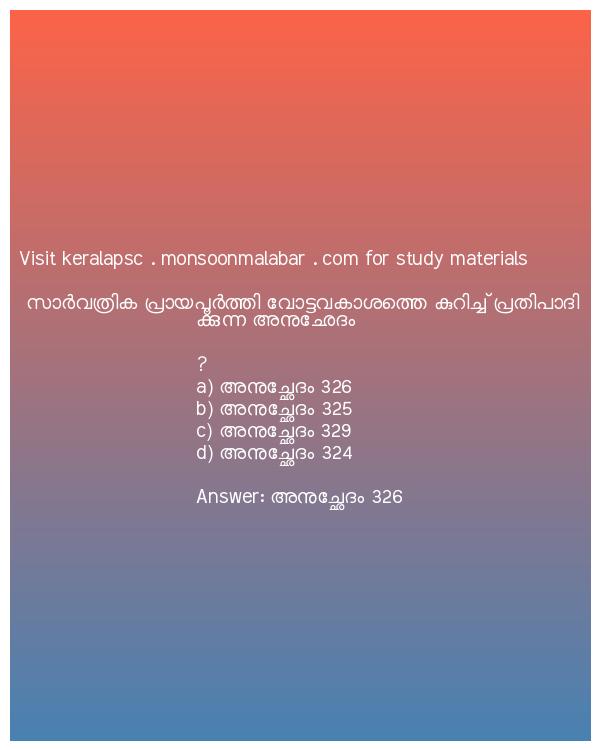 Visit keralapsc . monsoonmalabar . com for study materials
സാർവത്രിക പ്രായപൂർത്തി വോട്ടവകാശത്തെ കുറിച്ച് പ്രതിപാദി
ക്കുന്ന അനുഛേദം
?
a) അനുച്ഛേദം 326
b) അനുച്ഛേദം 325
c) അനുച്ഛേദം 329
d) അനുച്ഛേദം 324
Answer: അനുച്ഛേദം 326